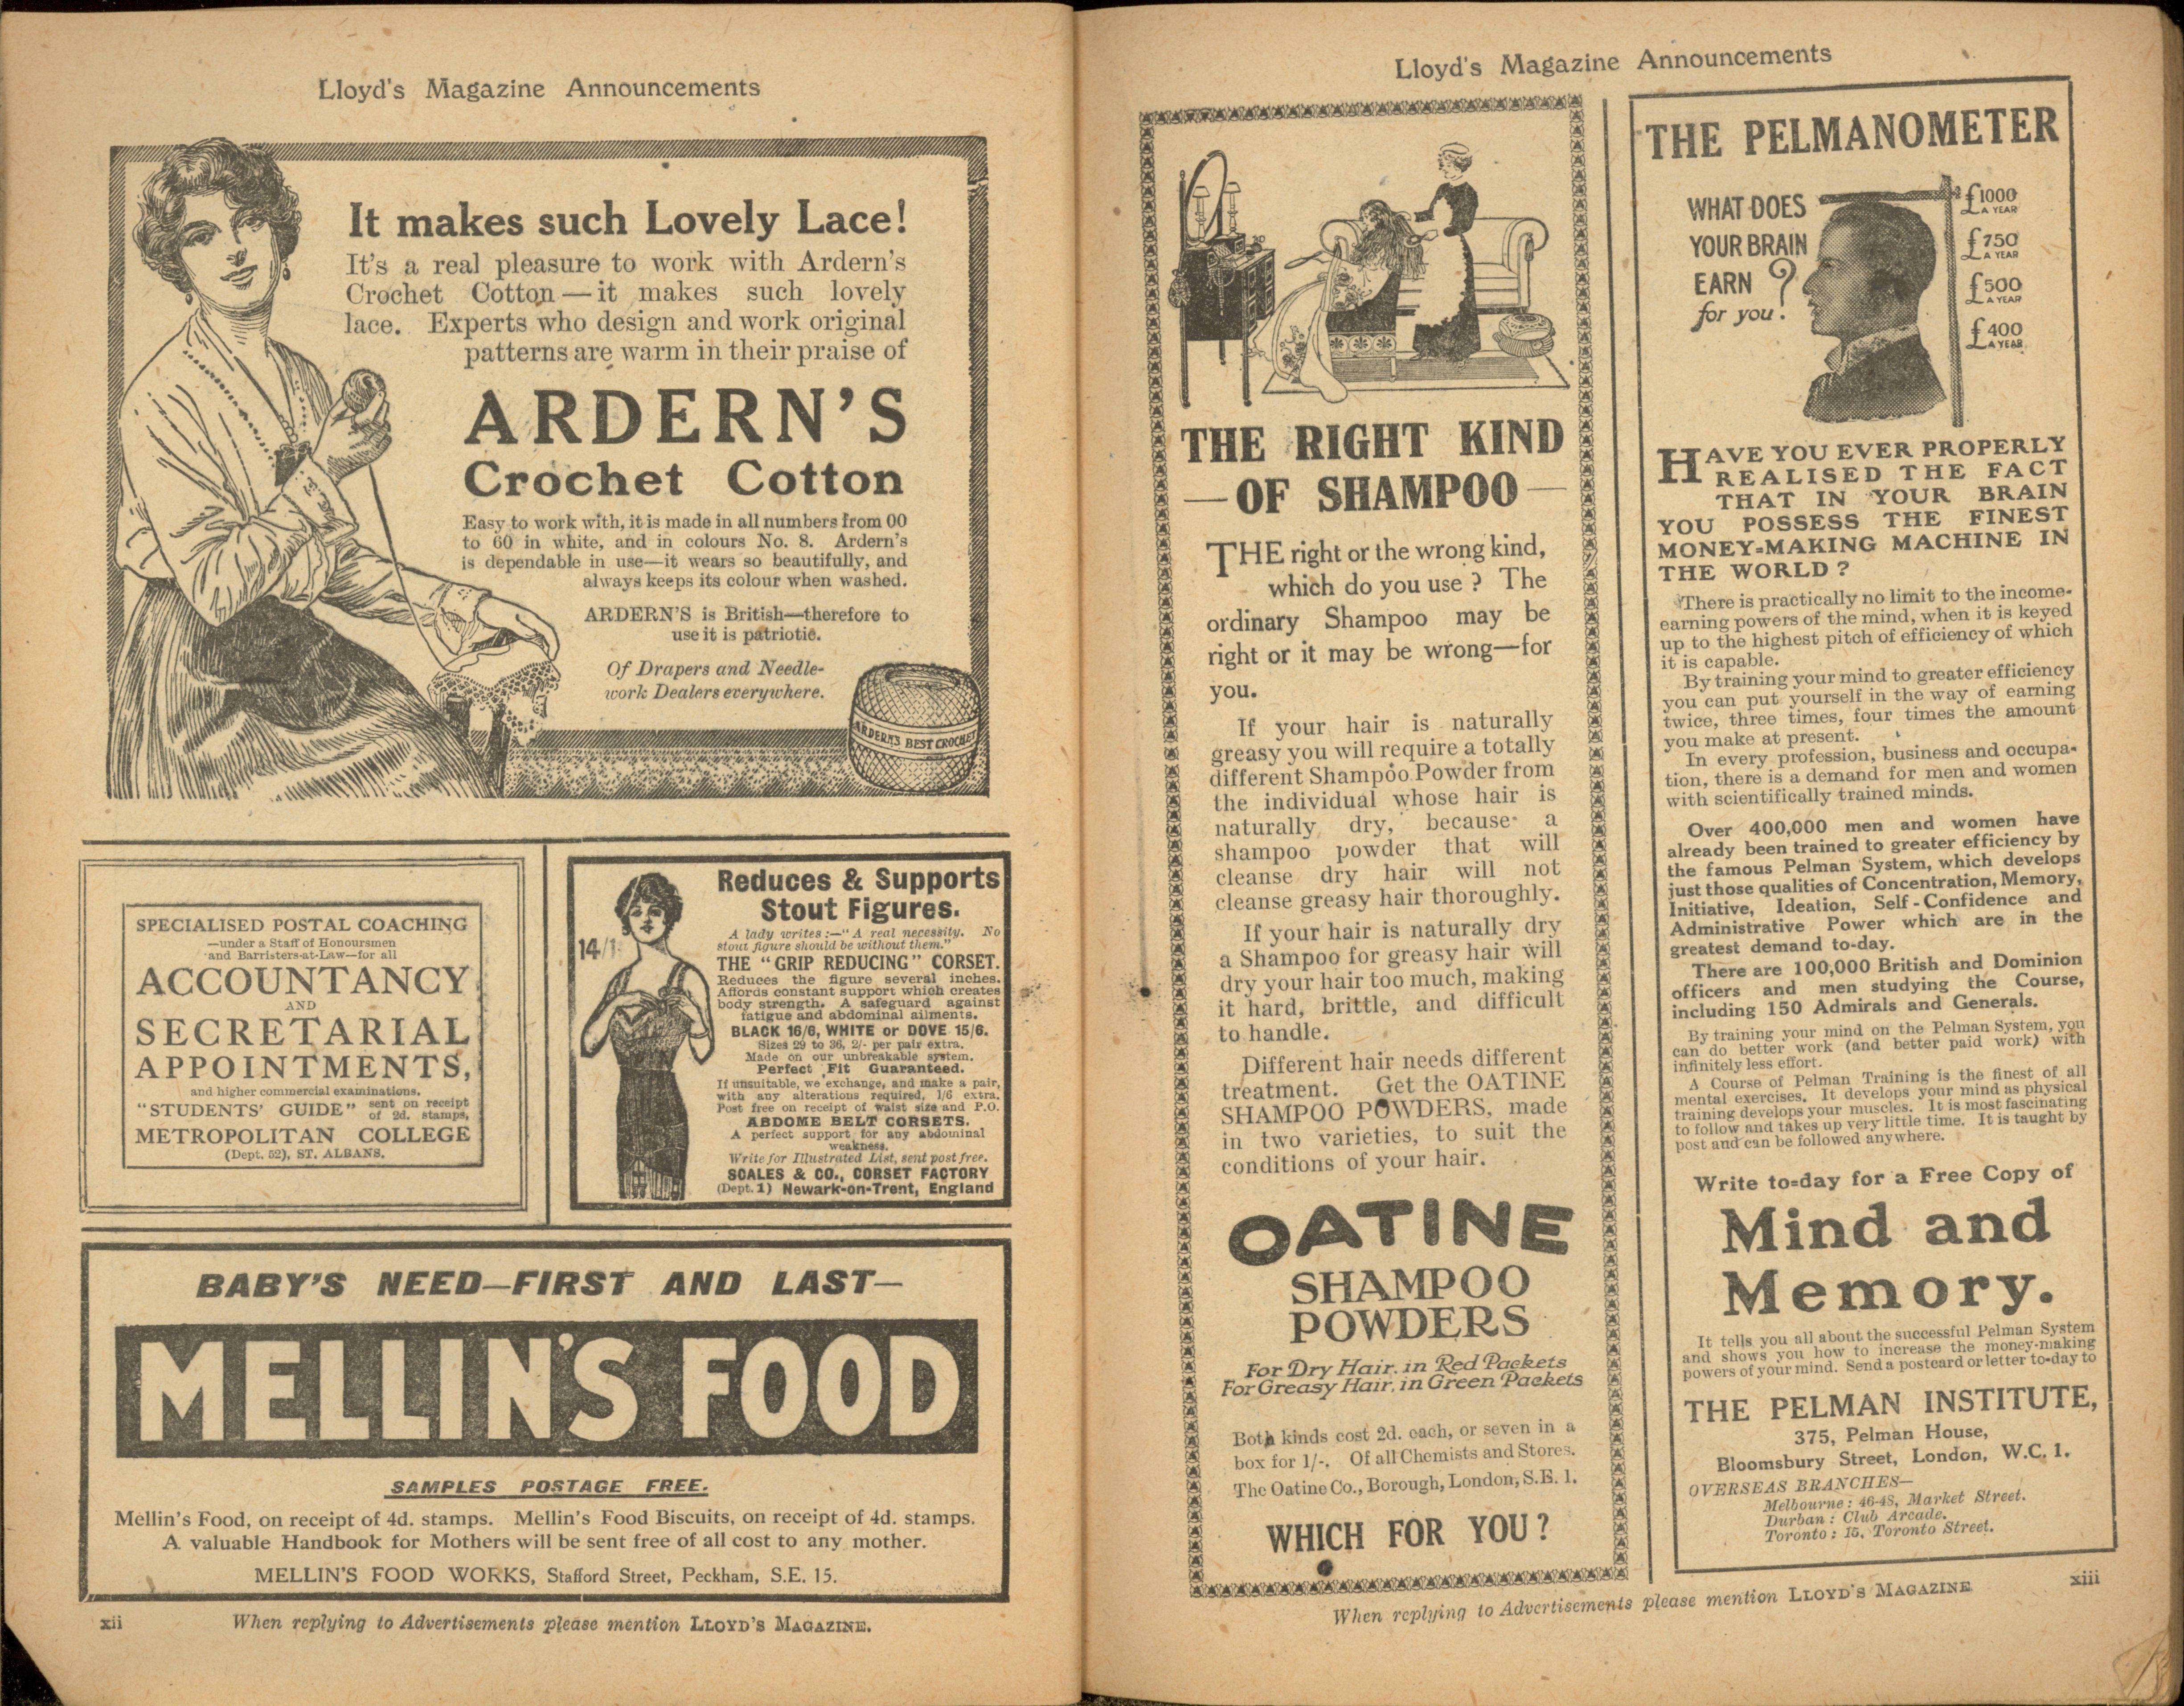 Lloyd's Magazine Announcements
It makes such Lovely Lace!
It's a real pleasure to work with Ardern's
Crochet Cotton — it makes such lovely
lace. Experts who design and work original
patterns are warm in their praise of
ARDERN'S
Crochet Cotton
Easy to work with, it is made in all numbers from 00
to 60 in white, and in colours No. 8. Ardern's
is dependable in use—it wears so beautifully, and
always keeps its colour when washed.
ARDERN'S is British—therefore to
use it is patriotic.
Of Drapers and Needle-
work Dealers everywhere.
ARDERN'S BEST CROCHET
SPECIALISED POSTAL COACHING
—under a Staff of Honoursmen
and Barristers-at-Law—for all
ACCOUNTANCY
AND
SECRETARIAL
APPOINTMENTS,
and higher commercial examinations.
"STUDENTS' GUIDE" sent on receipt
of 2d. stamps,
METROPOLITAN COLLEGE
(Dept. 52), ST. ALBANS.
Reduces & Supports
Stout Figures.
A lady writes:—"A real necessity. No
stout figure should be without them."
14/1
THE "GRIP REDUCING" CORSET.
Reduces the figure several inches.
Affords constant support which creates
body strength. A safeguard against
fatigue and abdominal ailments.
BLACK 16/6, WHITE or DOVE 15/6.
Sizes 29 to 36, 2/- per pair extra.
Made on our unbreakable system.
Perfect Fit Guaranteed.
If unsuitable, we exchange, and make a pair,
with any alterations required, 1/6 extra.
Post free on receipt of waist size and P.O.
ABDOME BELT CORSETS.
A perfect support for any abdominal
weakness.
Write for Illustrated List, sent post free.
SCALES & CO., CORSET FACTORY
(Dept. 1) Newark-on-Trent, England
BABY'S NEED—FIRST AND LAST—
MELLIN'S FOOD
SAMPLES POSTAGE FREE.
Mellin's Food, on receipt of 4d. stamps. Mellin's Food Biscuits, on receipt of 4d. stamps.
A valuable Handbook for Mothers will be sent free of all cost to any mother.
MELLIN'S FOOD WORKS, Stafford Street, Peckham, S.E. 15.
xii
When replying to Advertisements please mention LLOYD'S MAGAZINE.
Lloyd's Magazine Announcements
THE RIGHT KIND
—OF SHAMPOO—
THE right or the wrong kind,
which do you use? The
ordinary Shampoo may be
right or it may be wrong—for
you.
If your hair is naturally
greasy you will require a totally
different Shampoo Powder from
the individual whose hair is
naturally dry, because a
shampoo powder that will
cleanse dry hair will not
cleanse greasy hair thoroughly.
If your hair is naturally dry
a Shampoo for greasy hair will
dry your hair too much, making
it hard, brittle, and difficult
to handle.
Different hair needs different
treatment. Get the OATINE
SHAMPOO POWDERS, made
in two varieties, to suit the
conditions of your hair.
OATINE
SHAMPOO
POWDERS
For Dry Hair, in Red Packets
For Greasy Hair, in Green Packets
Both kinds cost 2d. each, or seven in a
box for 1/-. Of all Chemists and Stores.
The Oatine Co., Borough, London, S.E. 1.
WHICH FOR YOU?
THE PELMANOMETER
WHAT DOES
YOUR BRAIN
EARN
for you?
£1000
A YEAR
£750
A YEAR
£500
A YEAR
£400
A YEAR
HAVE YOU EVER PROPERLY
REALISED THE FACT
THAT IN YOUR BRAIN
YOU POSSESS THE FINEST
MONEY-MAKING MACHINE IN
THE WORLD?
There is practically no limit to the income-
earning powers of the mind, when it is keyed
up to the highest pitch of efficiency of which
it is capable.
By training your mind to greater efficiency
you can put yourself in the way of earning
twice, three times, four times the amount
you make at present.
In every profession, business and occupa-
tion, there is a demand for men and women
with scientifically trained minds.
Over 400,000 men and women have
already been trained to greater efficiency by
the famous Pelman System, which develops
just those qualities of Concentration, Memory,
Initiative, Ideation, Self-Confidence and
Administrative Power which are in the
greatest demand to-day.
There are 100,000 British and Dominion
officers and men studying the Course,
including 150 Admirals and Generals.
By training your mind on the Pelman System, you
can do better work (and better paid work) with
infinitely less effort.
A Course of Pelman Training is the finest of all
mental exercises. It develops your mind as physical
training develops your muscles. It is most fascinating
to follow and takes up very little time. It is taught by
post and can be followed anywhere.
Write to-day for a Free Copy of
Mind and
Memory.
It tells you all about the successful Pelman System
and shows you how to increase the money-making
powers of your mind. Send a postcard or letter to-day to
THE PELMAN INSTITUTE,
375, Pelman House,
Bloomsbury Street, London, W.C. 1.
OVERSEAS BRANCHES—
Melbourne: 46-48, Market Street.
Durban: Club Arcade.
Toronto: 15, Toronto Street.
When replying to Advertisements please mention LLOYD'S MAGAZINE
xiii